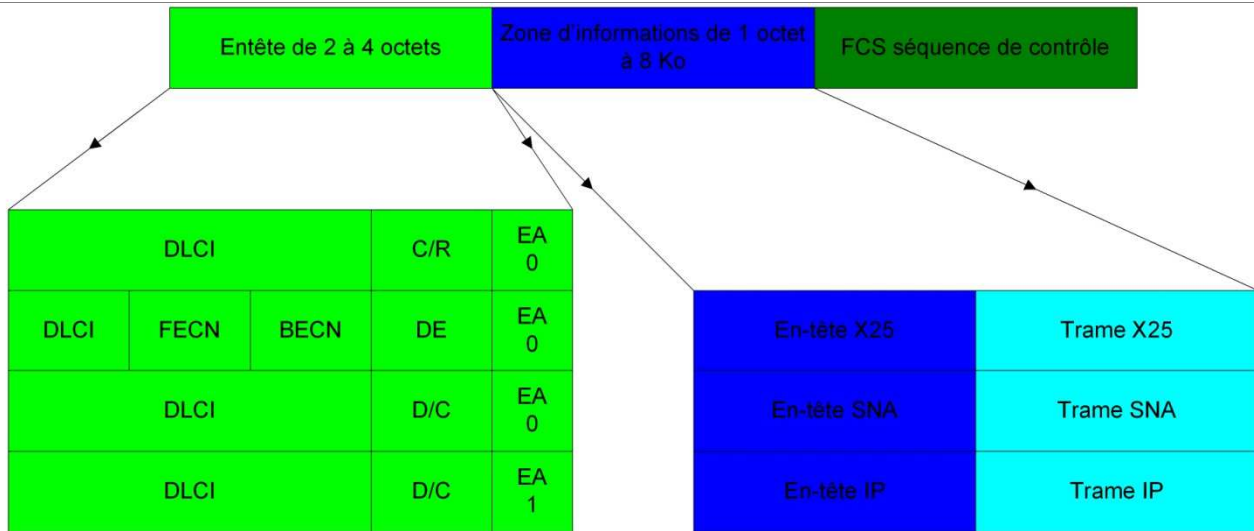 Entête de 2 à 4 octets
Zone d'informations de 1 octet
à 8 Ko
FCS séquence de contrôle
DLCI
C/R
EA
0
DLCI
FECN
BECN
DE
EA
0
DLCI
D/C
EA
0
DLCI
D/C
EA
1
En-tête X25
Trame X25
En-tête SNA
Trame SNA
En-tête IP
Trame IP